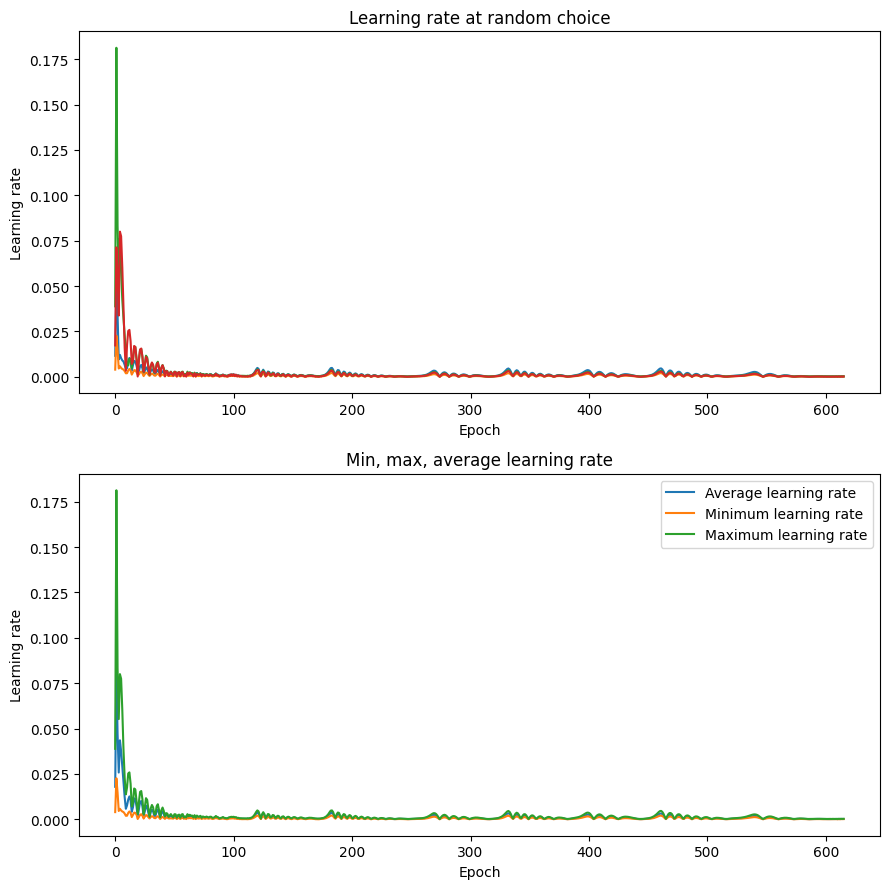 Learning rate at random choice
Learning rate
0.175
0.150
0.125
0.100
0.075
0.050
0.025
0.000
0 100 200 300 400 500 600
Epoch
Min, max, average learning rate
Average learning rate
Minimum learning rate
Maximum learning rate
Learning rate
0.175
0.150
0.125
0.100
0.075
0.050
0.025
0.000
0 100 200 300 400 500 600
Epoch